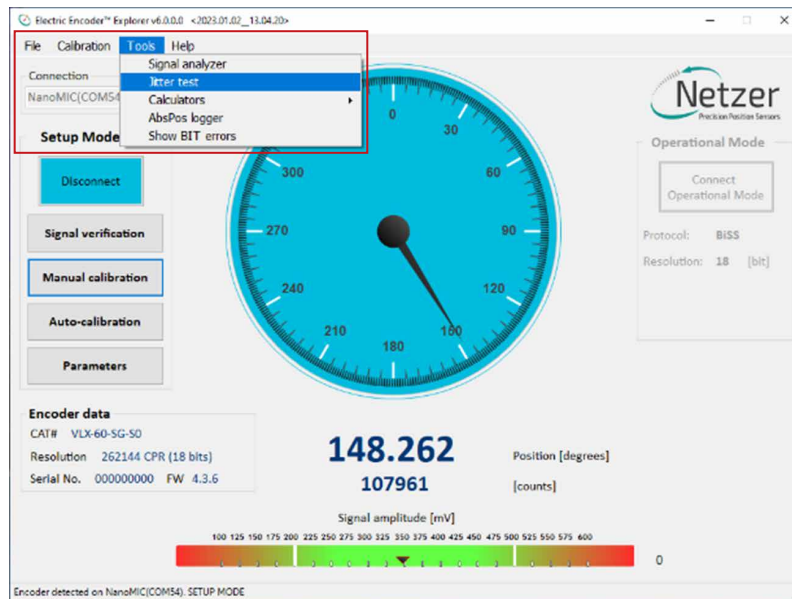 Electric Encoder™ Explorer v6.0.0.0 <2023.01.02__13.04.20>
File Calibration Tools Help
Signal analyzer
Jitter test
Calculators
AbsPos logger
Show BIT errors
Connection
NanoMIC(COM54
Setup Mode
Disconnect
Signal verification
Manual calibration
Auto-calibration
Parameters
0
30
60
90
120
160
180
210
240
270
300
Netzer
Precision Position Sensors
Operational Mode
Connect
Operational Mode
Protocol: BiSS
Resolution: 18 [bit]
Encoder data
CAT# VLX-60-SG-S0
Resolution 262144 CPR (18 bits)
Serial No. 000000000 FW 4.3.6
148.262 Position [degrees]
107961 [counts]
Signal amplitude [mV]
100 125 150 175 200 225 250 275 300 325 350 375 400 425 450 475 500 525 550 575 600
0
Encoder detected on NanoMIC(COM54). SETUP MODE